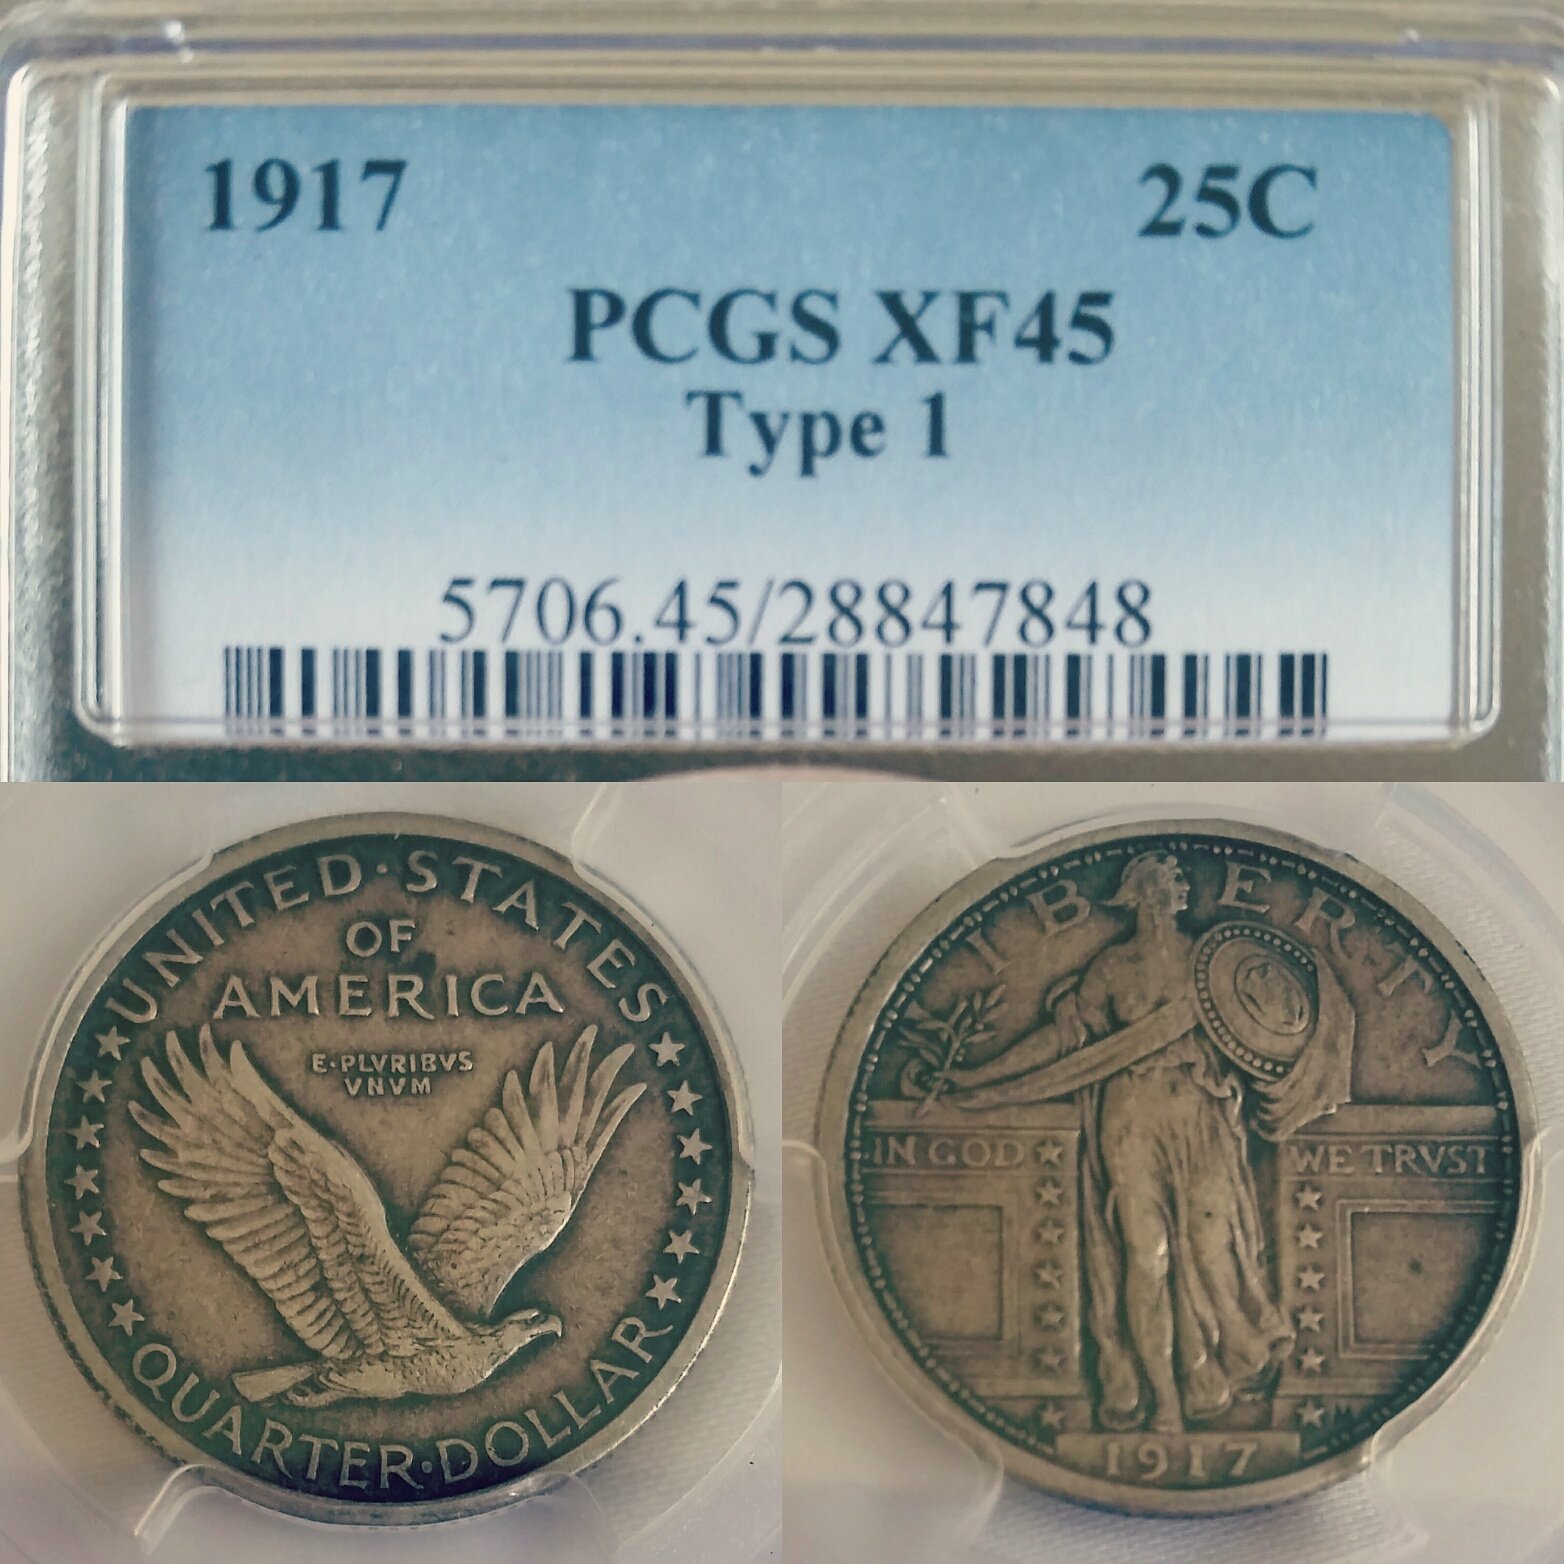 1917 25C
PCGS XF45
Type 1
5706.45/28847848
UNITED·STATES
OF
AMERICA
E·PLVRIBVS
VNVM
QUARTER·DOLLAR
LIBERTY
IN GOD WE TRVST
M
1917